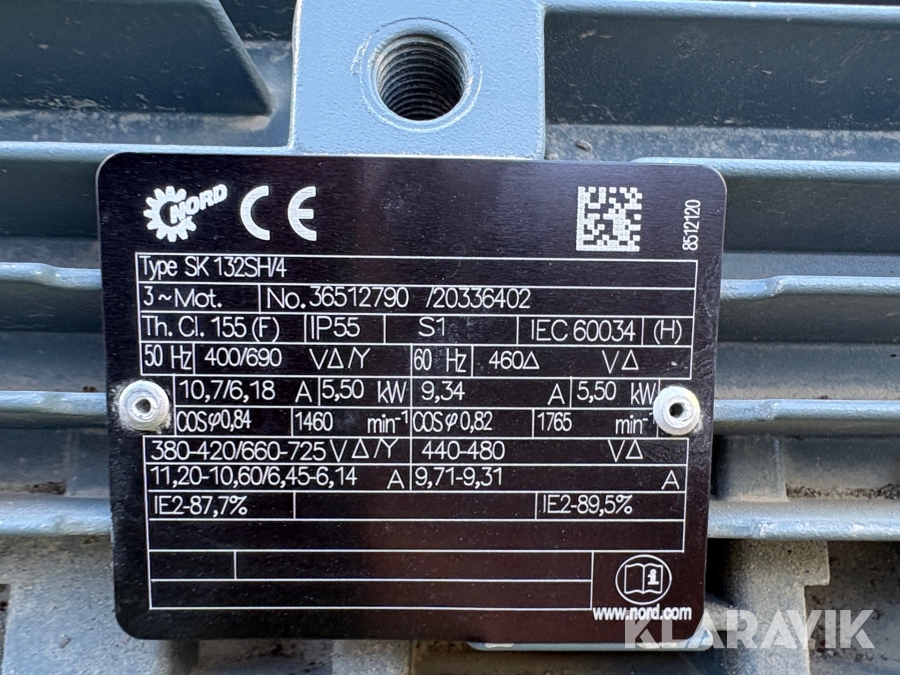 NORD CE
8512120
Type SK 132SH/4
3~Mot. No. 36512790 /20336402
Th. Cl. 155 (F) IP55 S1 IEC 60034 (H)
50 Hz 400/690 VΔ/Y 60 Hz 460Δ VΔ
10,7/6,18 A 5,50 kW 9,34 A 5,50 kW
COSφ0,84 1460 min⁻¹ COSφ0,82 1765 min⁻¹
380-420/660-725 VΔ/Y 440-480 VΔ
11,20-10,60/6,45-6,14 A 9,71-9,31 A
IE2-87,7% IE2-89,5%
i
www.nord.com
KLARAVIK